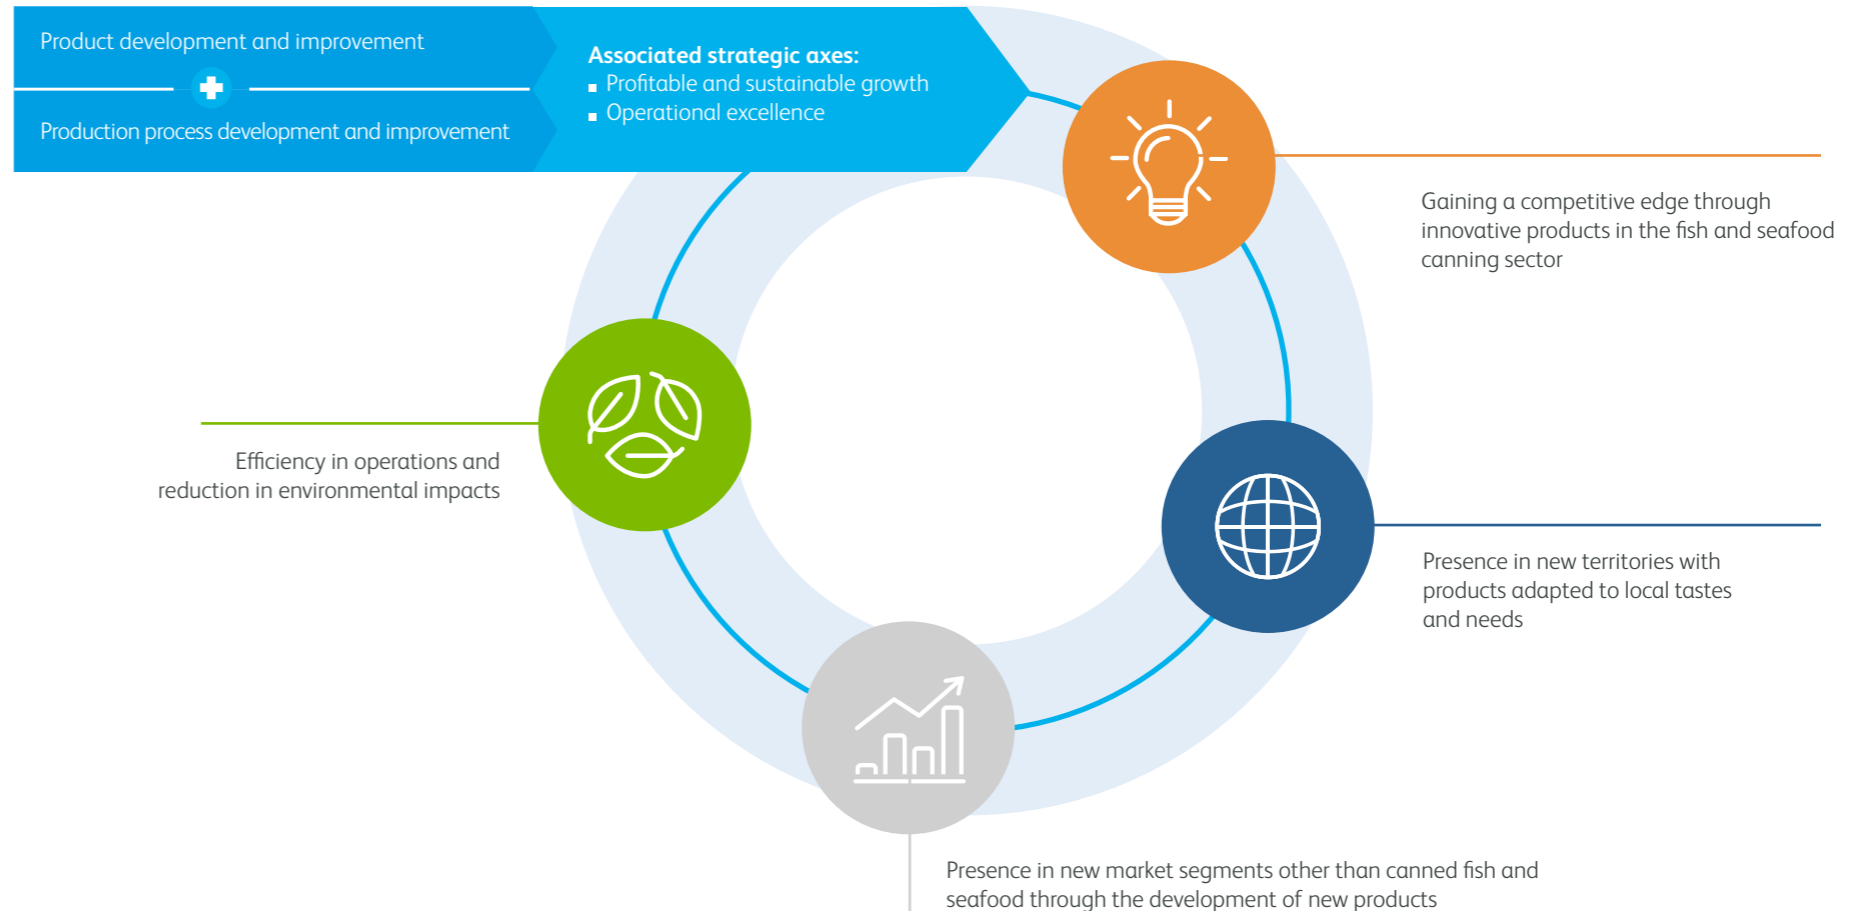 Product development and improvement
Production process development and improvement
Associated strategic axes:
▪ Profitable and sustainable growth
▪ Operational excellence
Gaining a competitive edge through
innovative products in the fish and seafood
canning sector
Efficiency in operations and
reduction in environmental impacts
Presence in new territories with
products adapted to local tastes
and needs
Presence in new market segments other than canned fish and
seafood through the development of new products